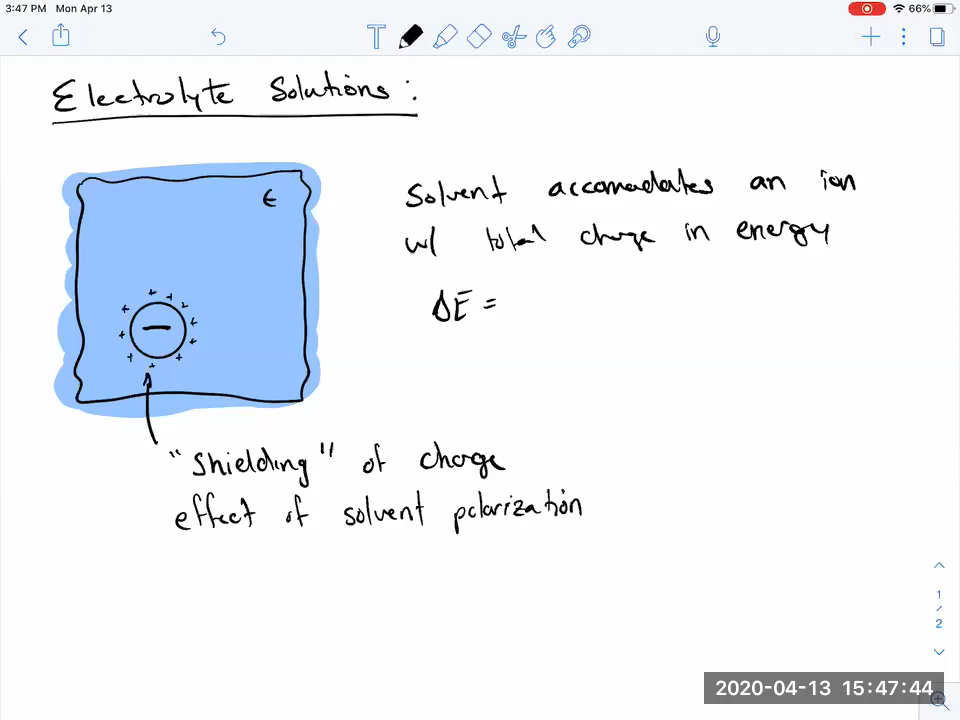 3:47 PM Mon Apr 13
66%
T
Electrolyte Solutions:
ϵ
Solvent accomadates an ion
w/ total charge in energy
ΔE =
"shielding" of charge
effect of solvent polarization
1
/
2
2020-04-13 15:47:44